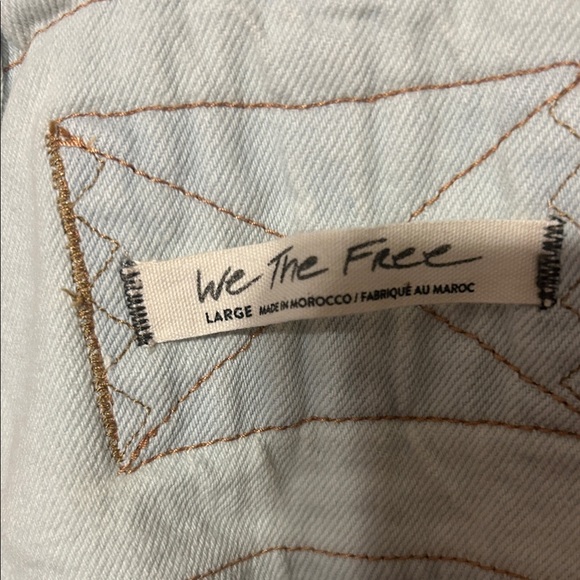 We The Free
LARGE MADE IN MOROCCO / FABRIQUÉ AU MAROC